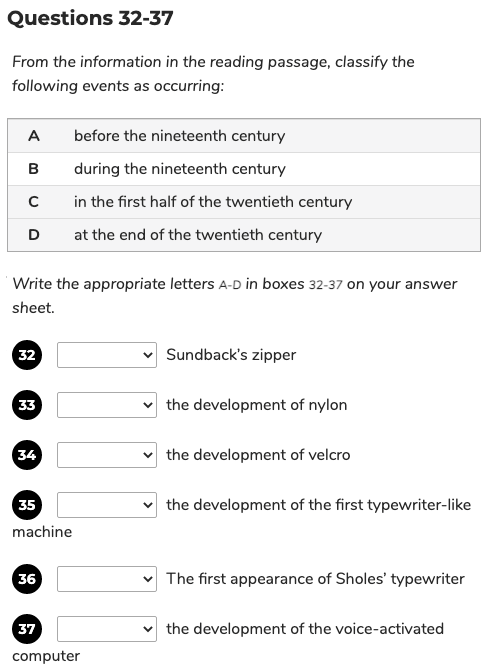 Questions 32-37
From the information in the reading passage, classify the
following events as occurring:
A before the nineteenth century
B during the nineteenth century
C in the first half of the twentieth century
D at the end of the twentieth century
Write the appropriate letters A-D in boxes 32-37 on your answer
sheet.
32 Sundback's zipper
33 the development of nylon
34 the development of velcro
35 the development of the first typewriter-like
machine
36 The first appearance of Sholes' typewriter
37 the development of the voice-activated
computer